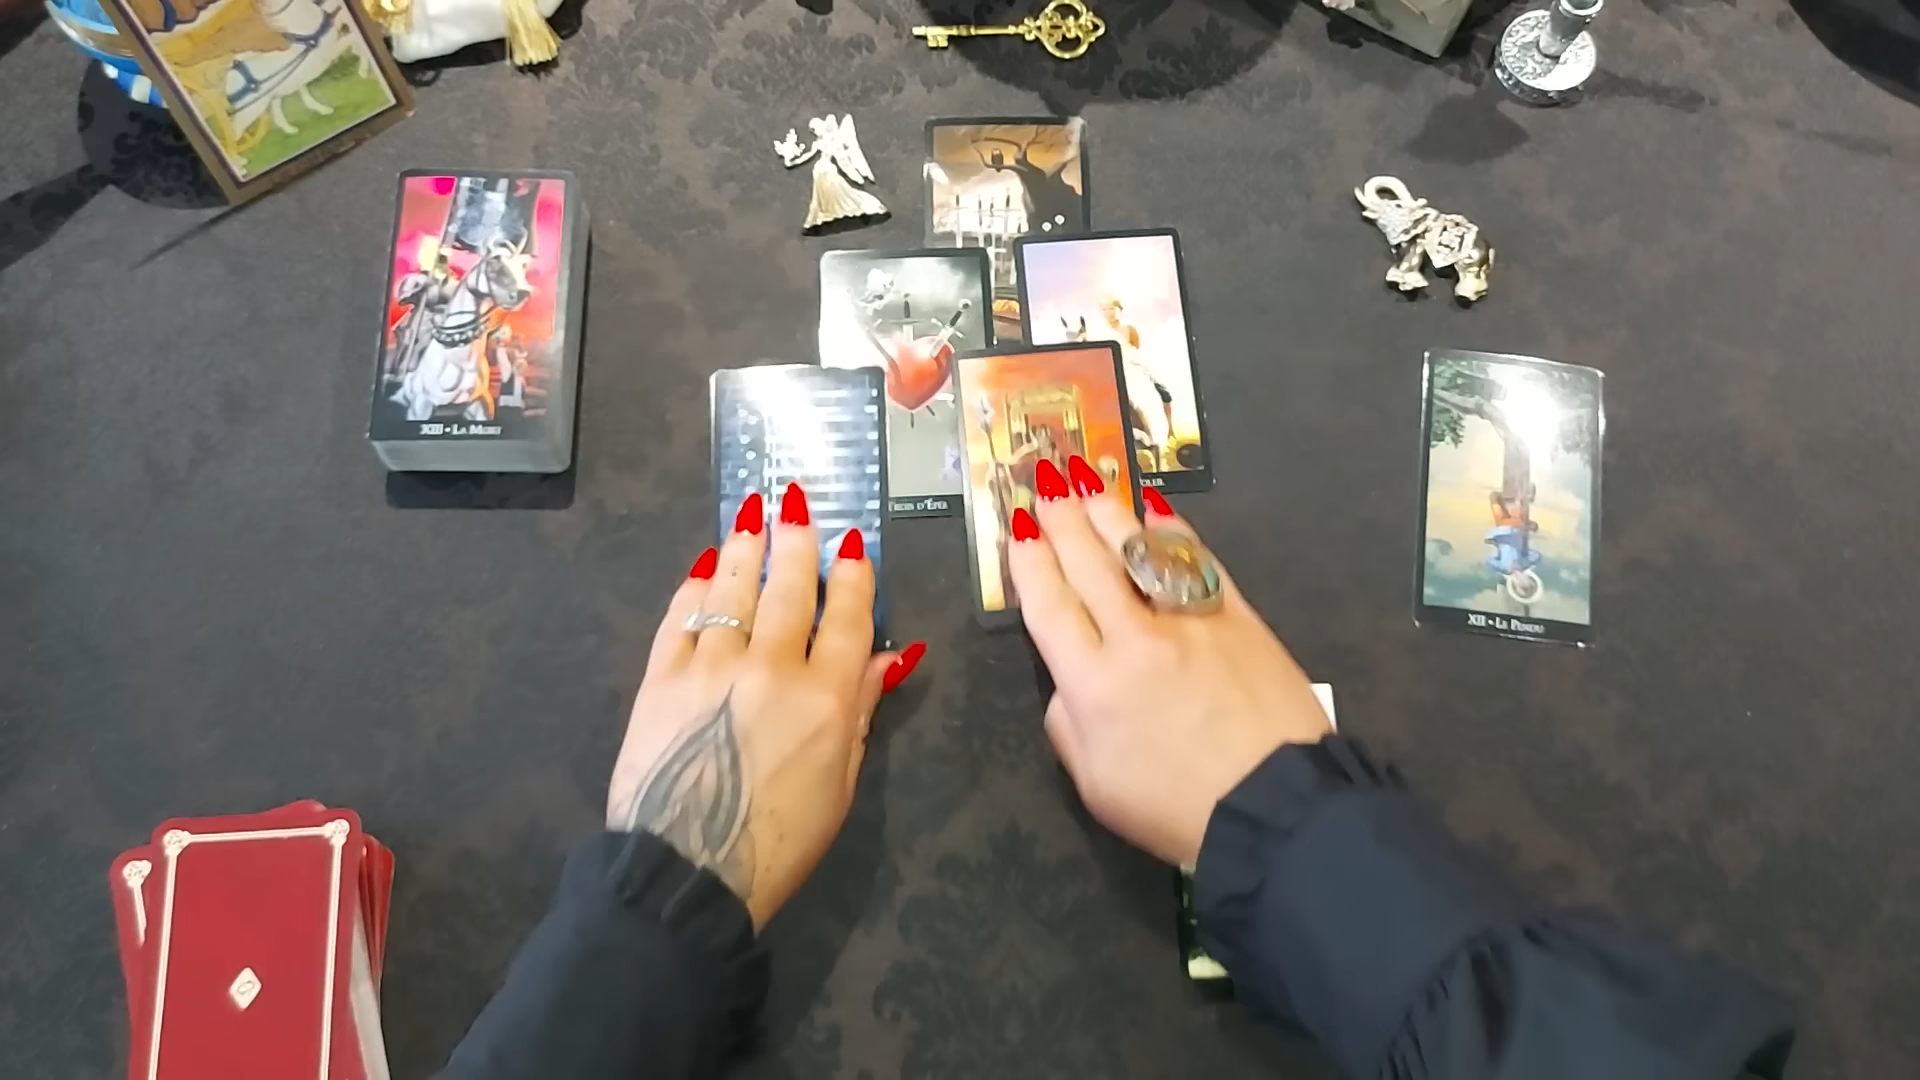 XIII • La Mort
Trois d'Épée
XII • Le Pendu